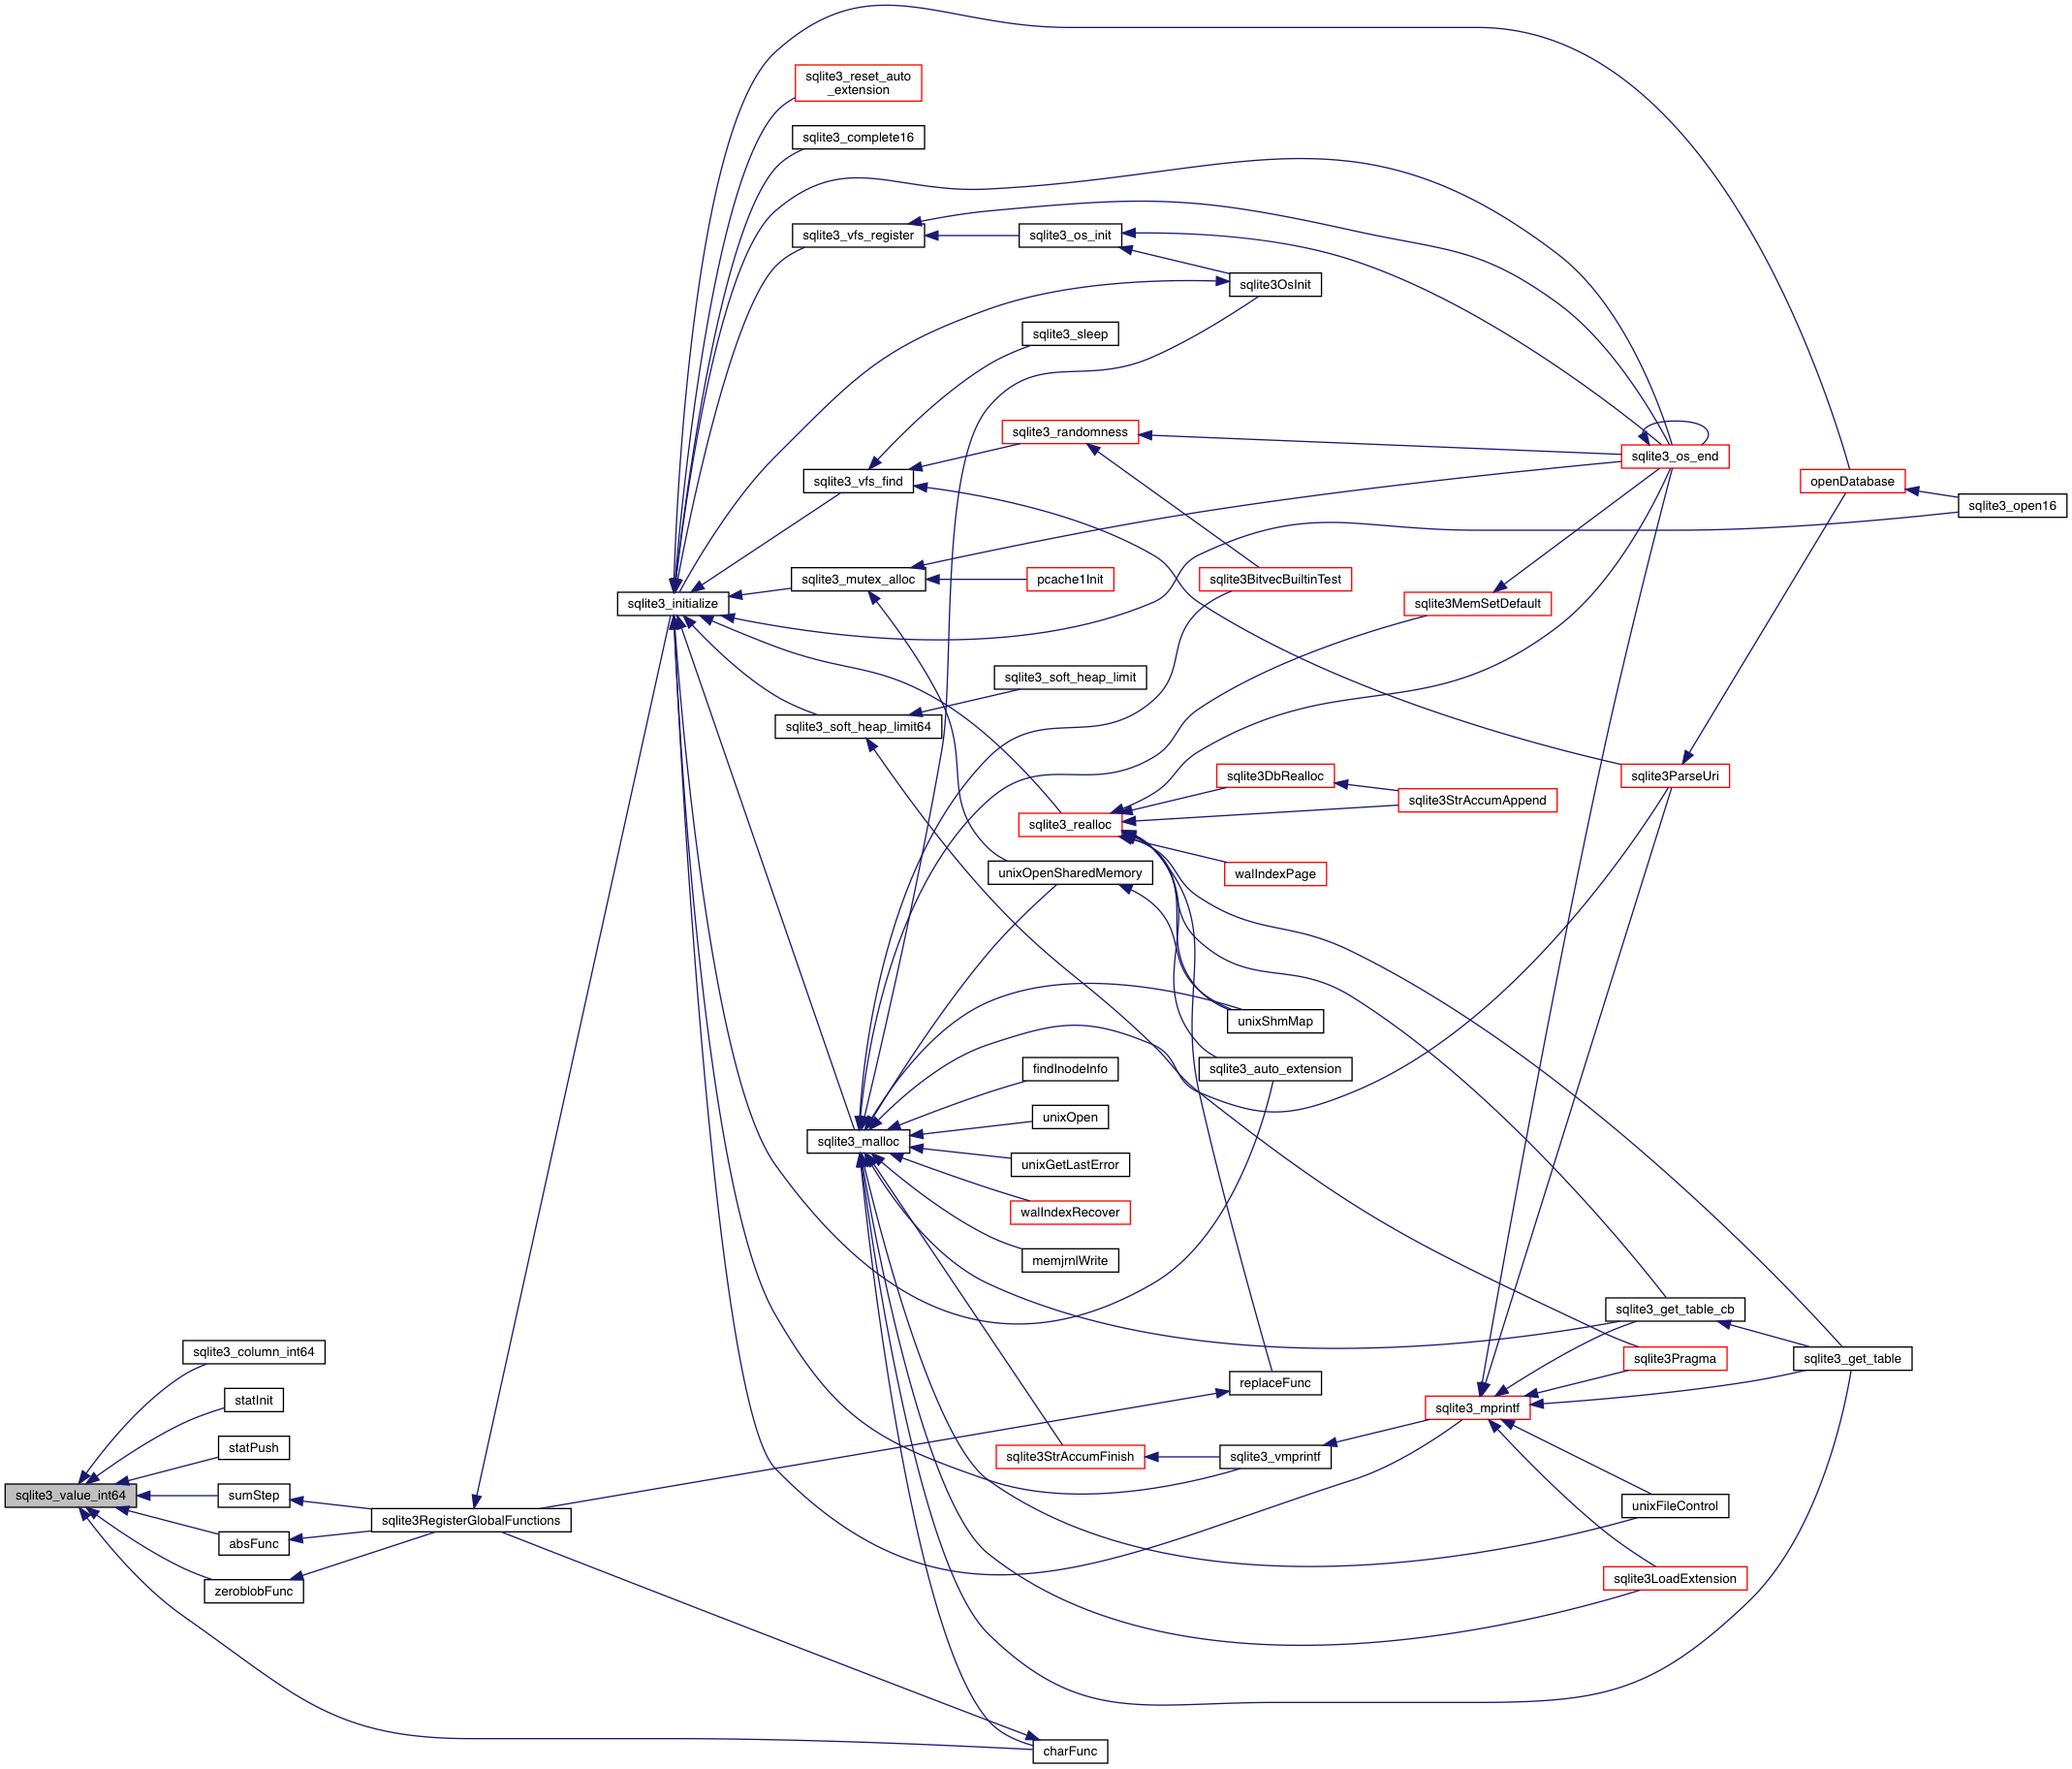 sqlite3_reset_auto
_extension
sqlite3_complete16
sqlite3_vfs_register
sqlite3_os_init
sqlite3OsInit
sqlite3_sleep
sqlite3_randomness
sqlite3_os_end
sqlite3_vfs_find
openDatabase
sqlite3_open16
sqlite3_mutex_alloc
pcache1Init
sqlite3BitvecBuiltinTest
sqlite3_initialize
sqlite3MemSetDefault
sqlite3_soft_heap_limit
sqlite3_soft_heap_limit64
sqlite3DbRealloc
sqlite3ParseUri
sqlite3StrAccumAppend
sqlite3_realloc
unixOpenSharedMemory
walIndexPage
unixShmMap
findInodeInfo
sqlite3_auto_extension
unixOpen
sqlite3_malloc
unixGetLastError
walIndexRecover
memjrnlWrite
sqlite3_get_table_cb
sqlite3_column_int64
sqlite3Pragma
sqlite3_get_table
replaceFunc
statInit
sqlite3_mprintf
statPush
sqlite3StrAccumFinish
sqlite3_vmprintf
sqlite3_value_int64
sumStep
unixFileControl
sqlite3RegisterGlobalFunctions
absFunc
sqlite3LoadExtension
zeroblobFunc
charFunc